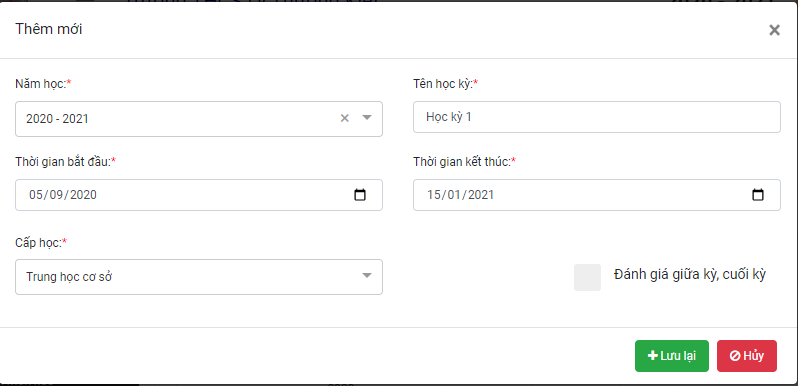 Thêm mới
Năm học:*
Tên học kỳ:*
2020 - 2021
Học kỳ 1
Thời gian bắt đầu:*
Thời gian kết thúc:*
05/09/2020
15/01/2021
Cấp học:*
Trung học cơ sở
Đánh giá giữa kỳ, cuối kỳ
Lưu lại
Hủy